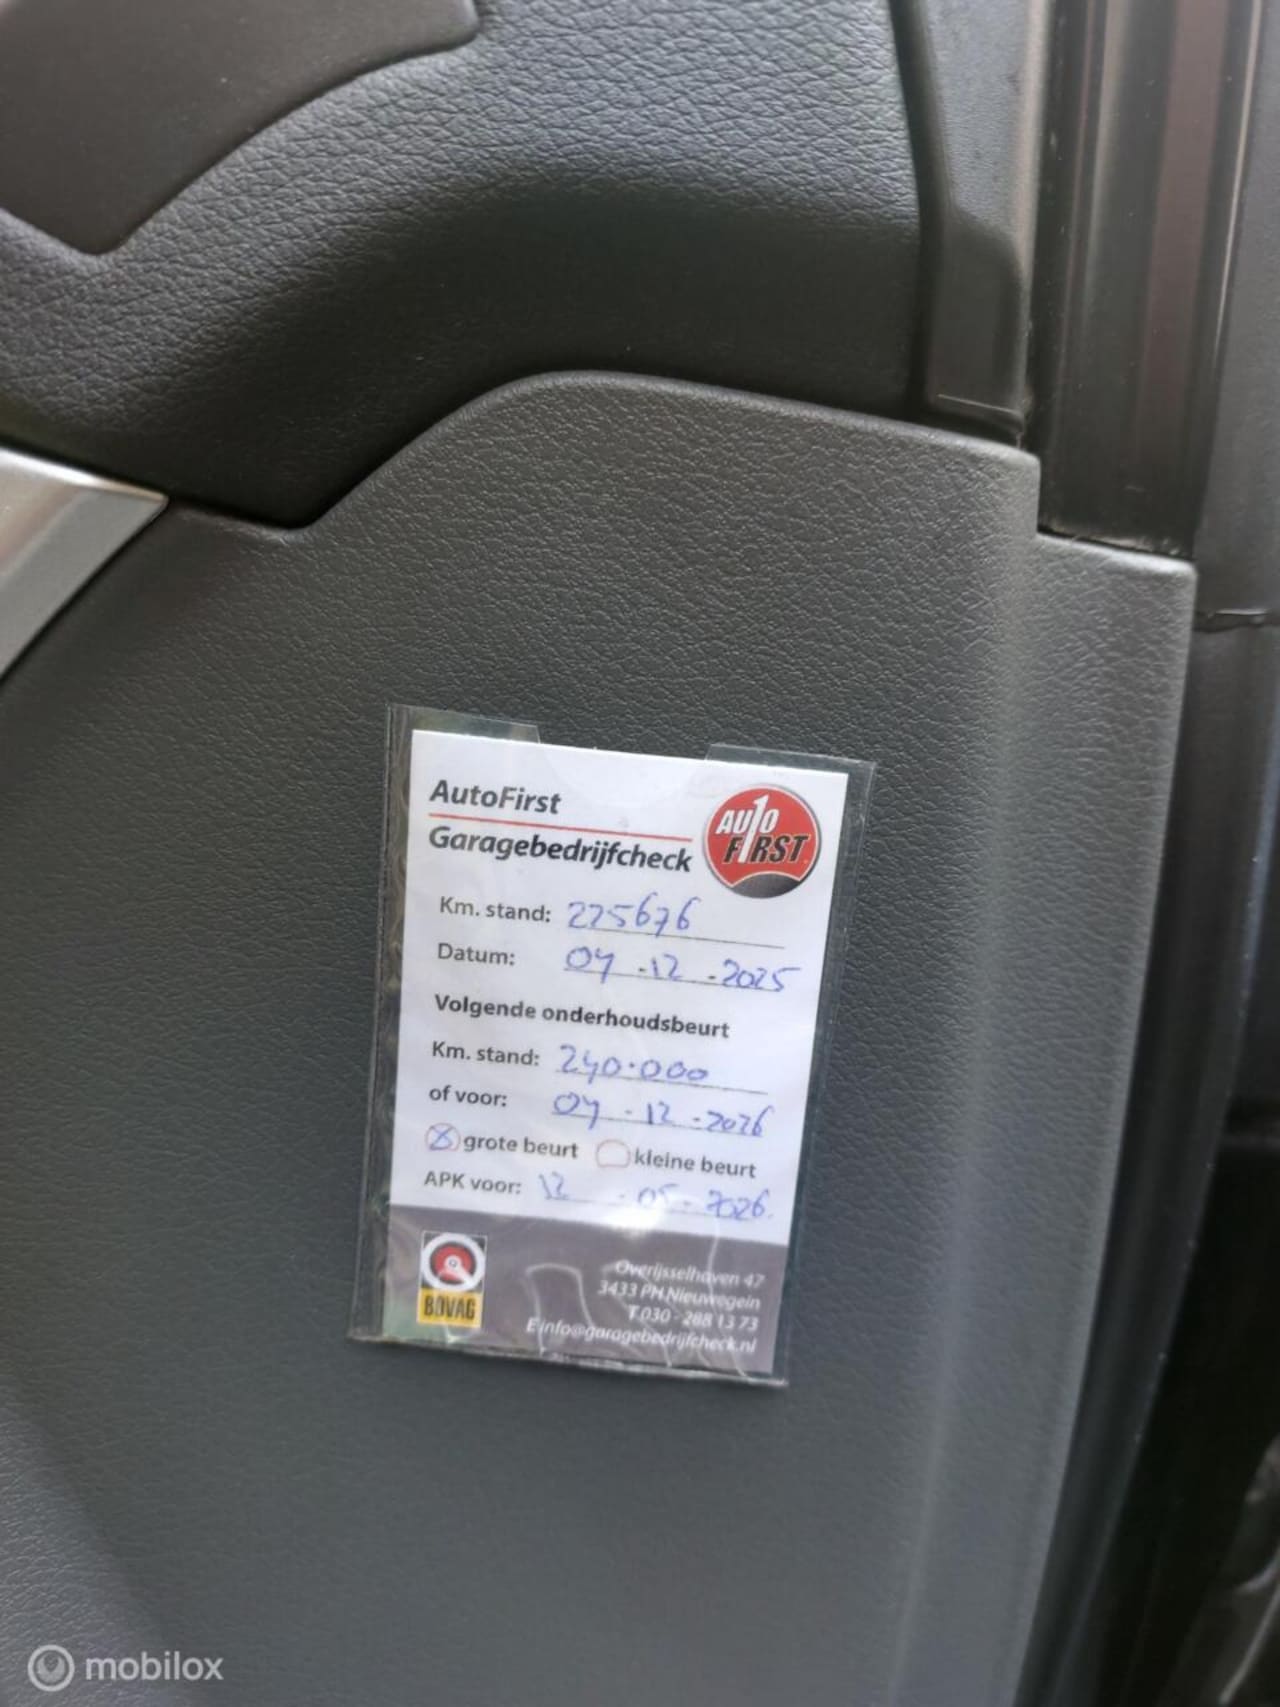 AutoFirst
Garagebedrijfcheck
AUTO
FIRST
Km. stand: 225676
Datum: 04 - 12 - 2025
Volgende onderhoudsbeurt
Km. stand: 240.000
of voor: 04 - 12 - 2026
grote beurt kleine beurt
APK voor: 12 - 05 - 2026.
BOVAG
Overijsselhaven 47
3433 PH Nieuwegein
T 030 - 288 13 73
E info@garagebedrijfcheck.nl
mobilox